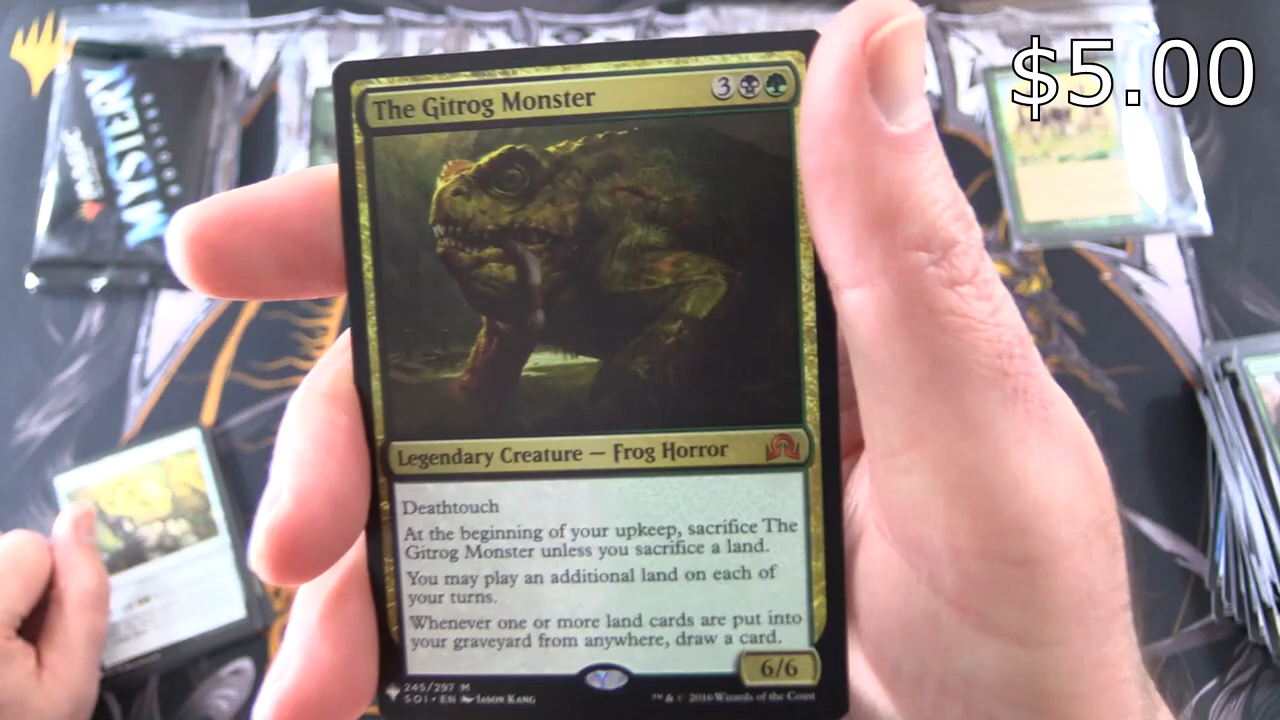 $5.00
MYSTERY
The Gitrog Monster
3
Legendary Creature — Frog Horror
Deathtouch
At the beginning of your upkeep, sacrifice The
Gitrog Monster unless you sacrifice a land.
You may play an additional land on each of
your turns.
Whenever one or more land cards are put into
your graveyard from anywhere, draw a card.
6/6
245/297 M
SOI • EN Jason Kang
™ & © 2016 Wizards of the Coast